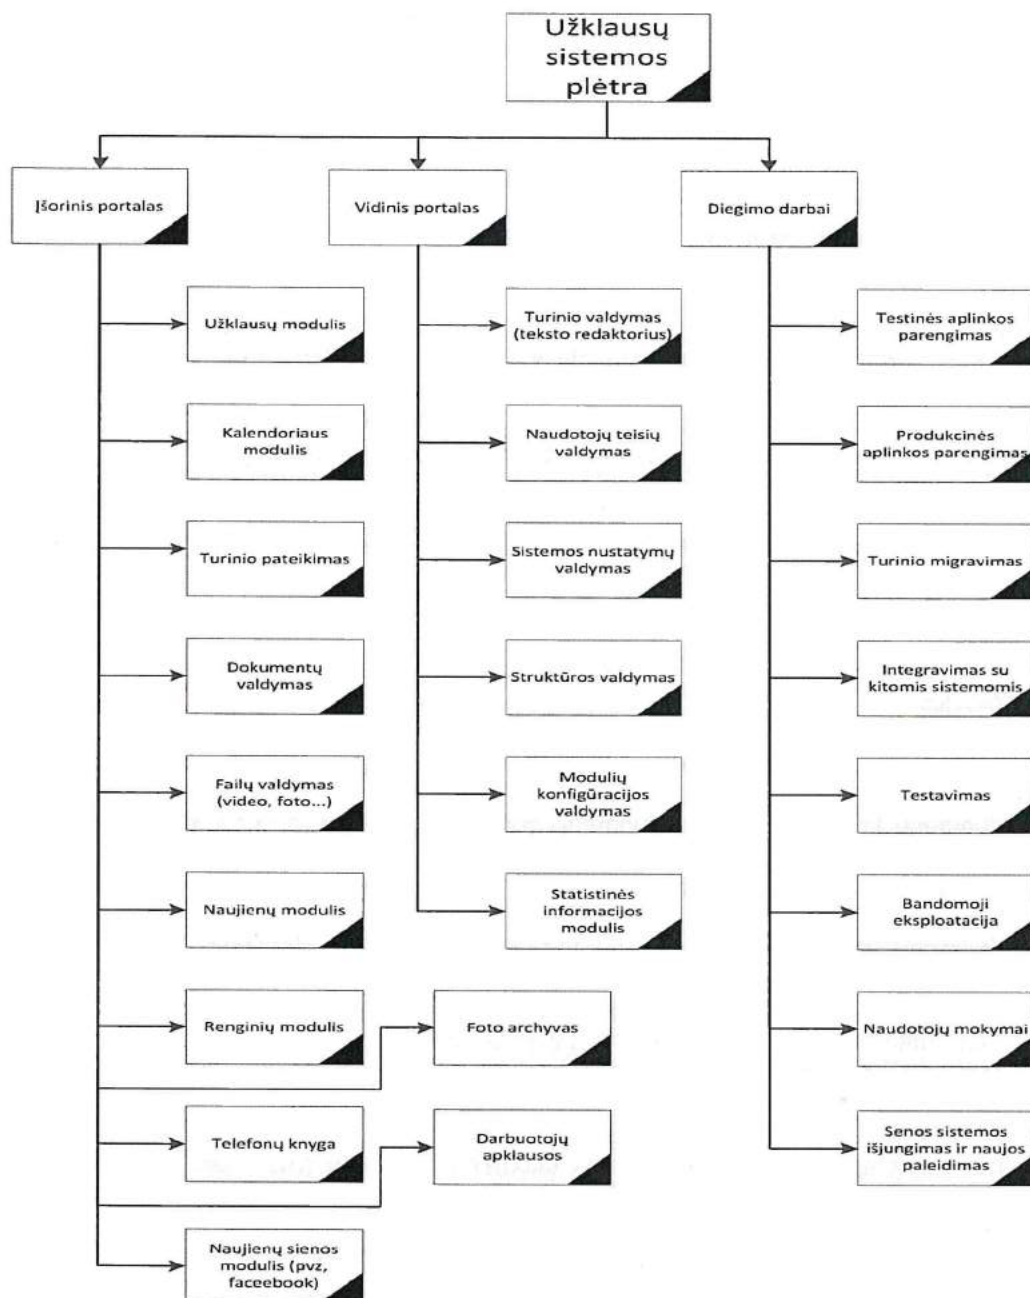 Užklausų
sistemos
plėtra
Įšorinis portalas
Vidinis portalas
Diegimo darbai
Užklausų modulis
Turinio valdymas
(teksto redaktorius)
Testinės aplinkos
parengimas
Kalendoriaus
modulis
Naudotojų teisių
valdymas
Produkcinės
aplinkos parengimas
Turinio pateikimas
Sistemos nustatymų
valdymas
Turinio migravimas
Dokumentų
valdymas
Struktūros valdymas
Integravimas su
kitomis sistemomis
Failų valdymas
(video, foto...)
Modulių
konfigūracijos
valdymas
Testavimas
Naujienų modulis
Statistinės
informacijos
modulis
Bandomoji
eksploatacija
Renginių modulis
Foto archyvas
Naudotojų mokymai
Telefonų knyga
Darbuotojų
apklausos
Senos sistemos
išjungimas ir naujos
paleidimas
Naujienų sienos
modulis (pvz,
faceebook)